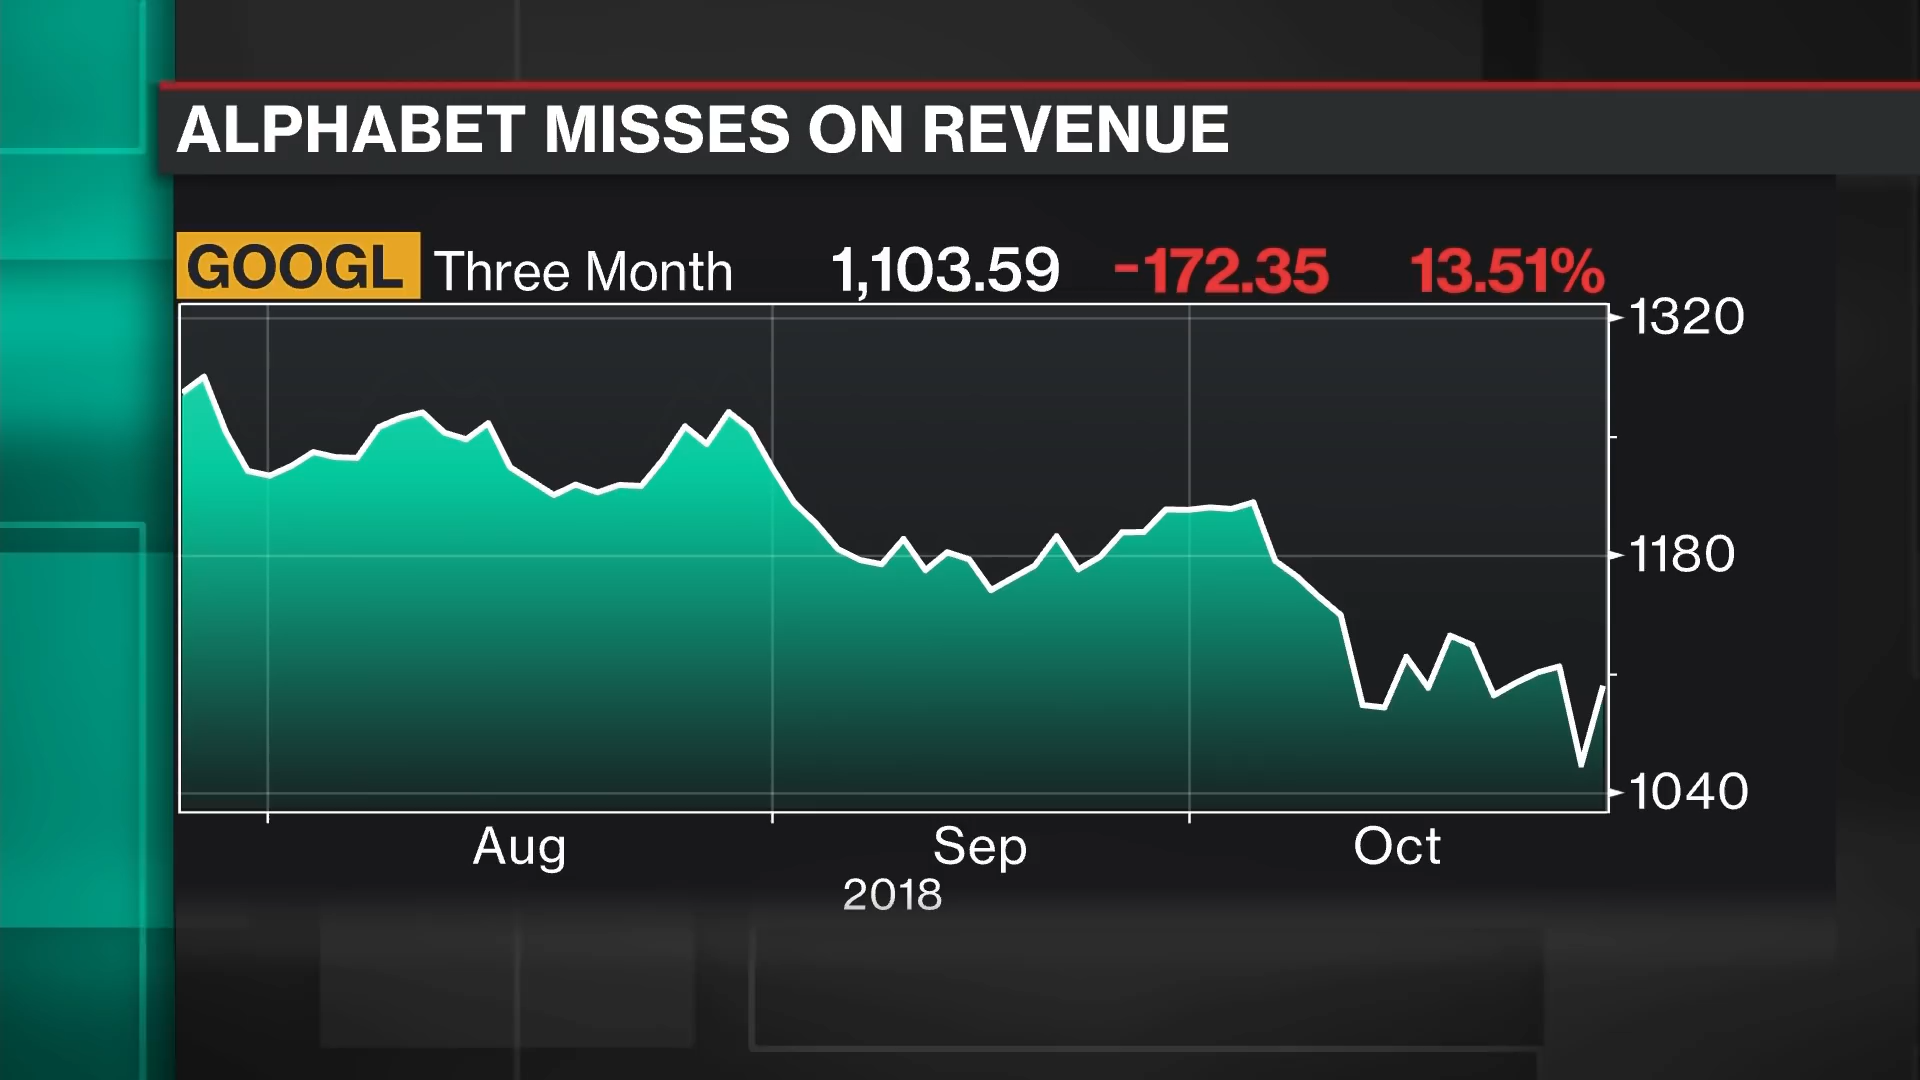 ALPHABET MISSES ON REVENUE
GOOGL Three Month 1,103.59 -172.35 13.51%
1320
1180
1040
Aug Sep Oct
2018